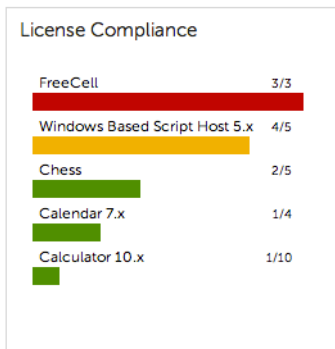 License Compliance
FreeCell 3/3
Windows Based Script Host 5.x 4/5
Chess 2/5
Calendar 7.x 1/4
Calculator 10.x 1/10